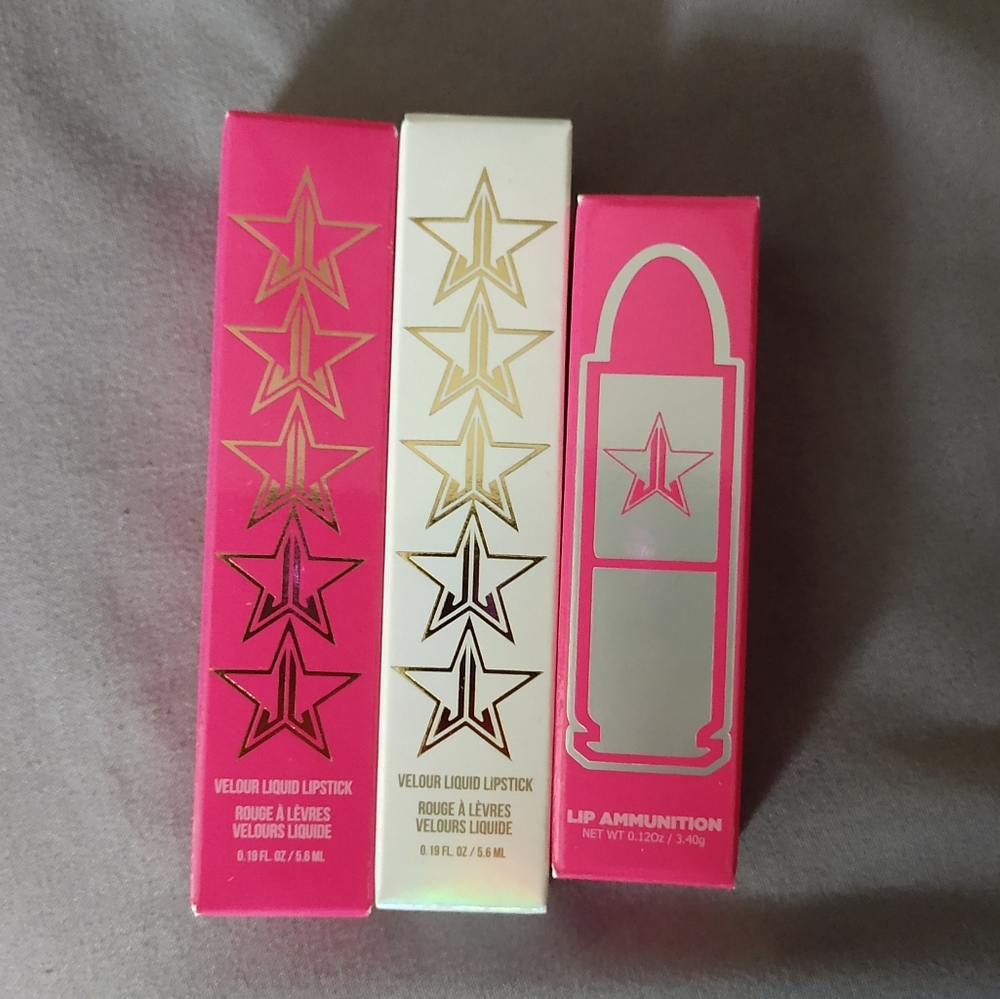 VELOUR LIQUID LIPSTICK
ROUGE À LÈVRES
VELOURS LIQUIDE
0.19 FL. OZ / 5.6 ML
VELOUR LIQUID LIPSTICK
ROUGE À LÈVRES
VELOURS LIQUIDE
0.19 FL. OZ / 5.6 ML
LIP AMMUNITION
NET WT 0.12Oz / 3.40g